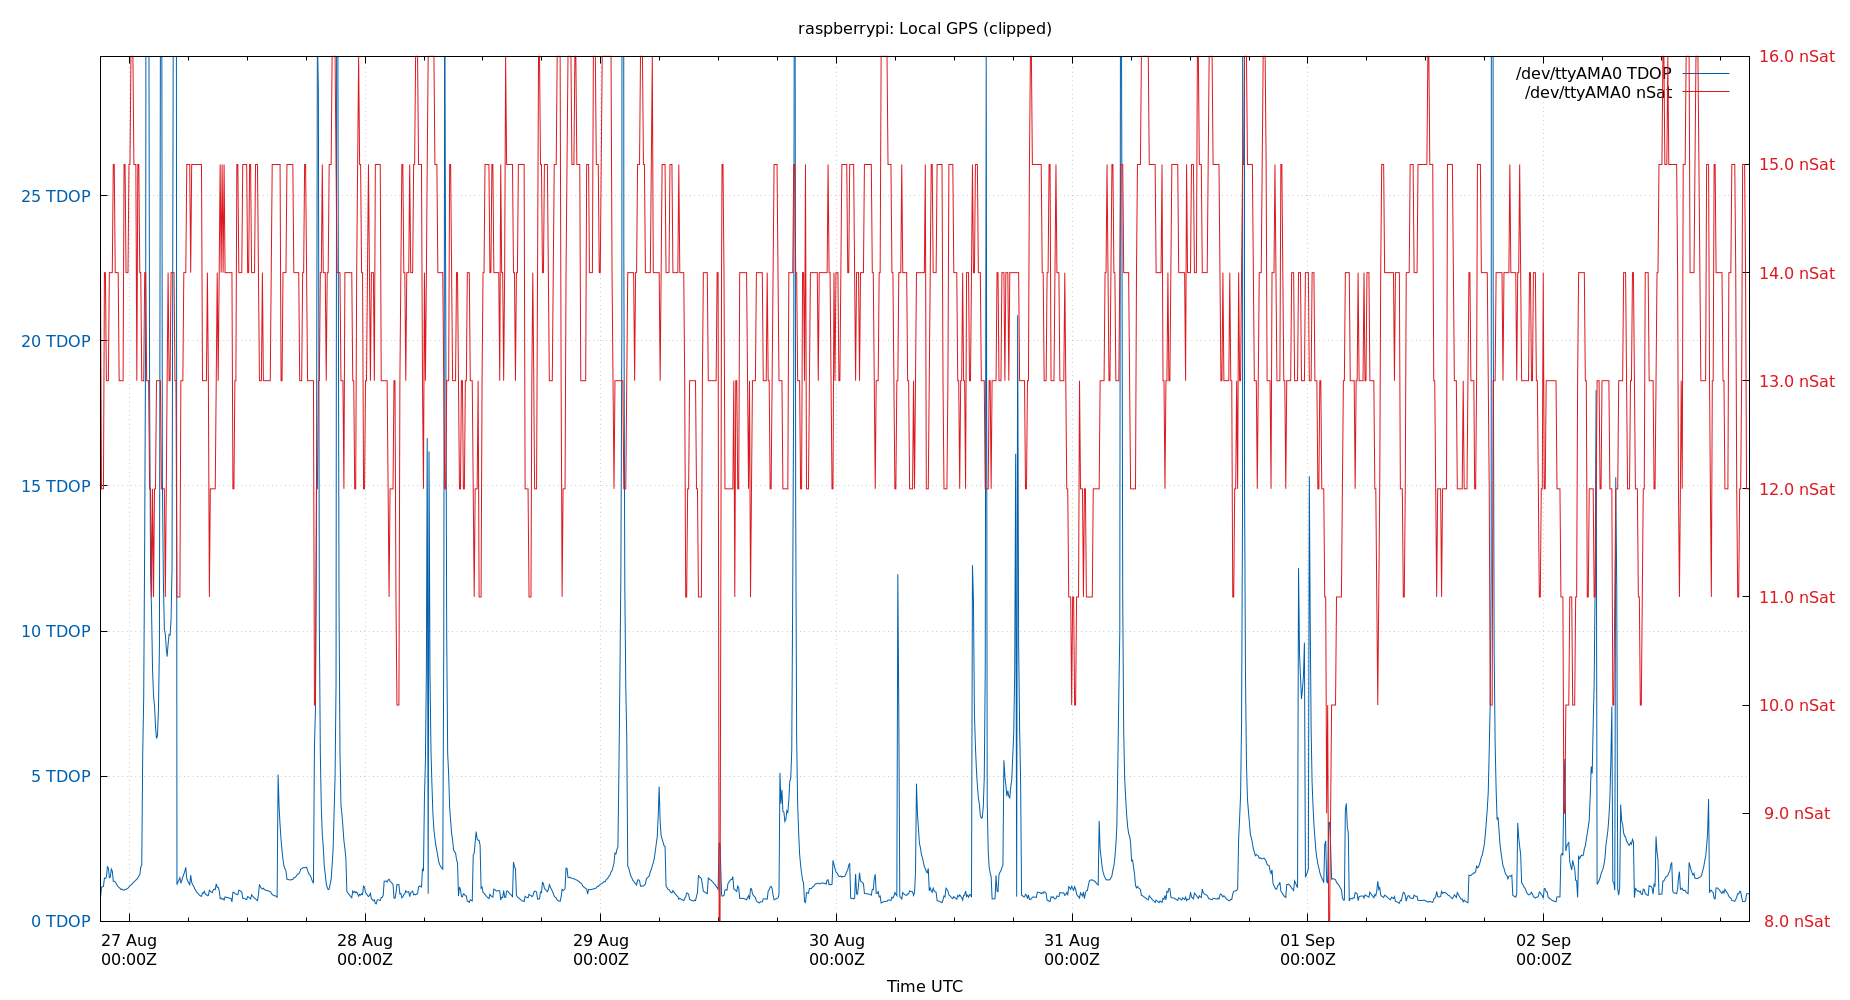 raspberrypi: Local GPS (clipped)
/dev/ttyAMA0 TDOP
/dev/ttyAMA0 nSat
25 TDOP
20 TDOP
15 TDOP
10 TDOP
5 TDOP
0 TDOP
16.0 nSat
15.0 nSat
14.0 nSat
13.0 nSat
12.0 nSat
11.0 nSat
10.0 nSat
9.0 nSat
8.0 nSat
27 Aug 28 Aug 29 Aug 30 Aug 31 Aug 01 Sep 02 Sep
00:00Z 00:00Z 00:00Z 00:00Z 00:00Z 00:00Z 00:00Z
Time UTC